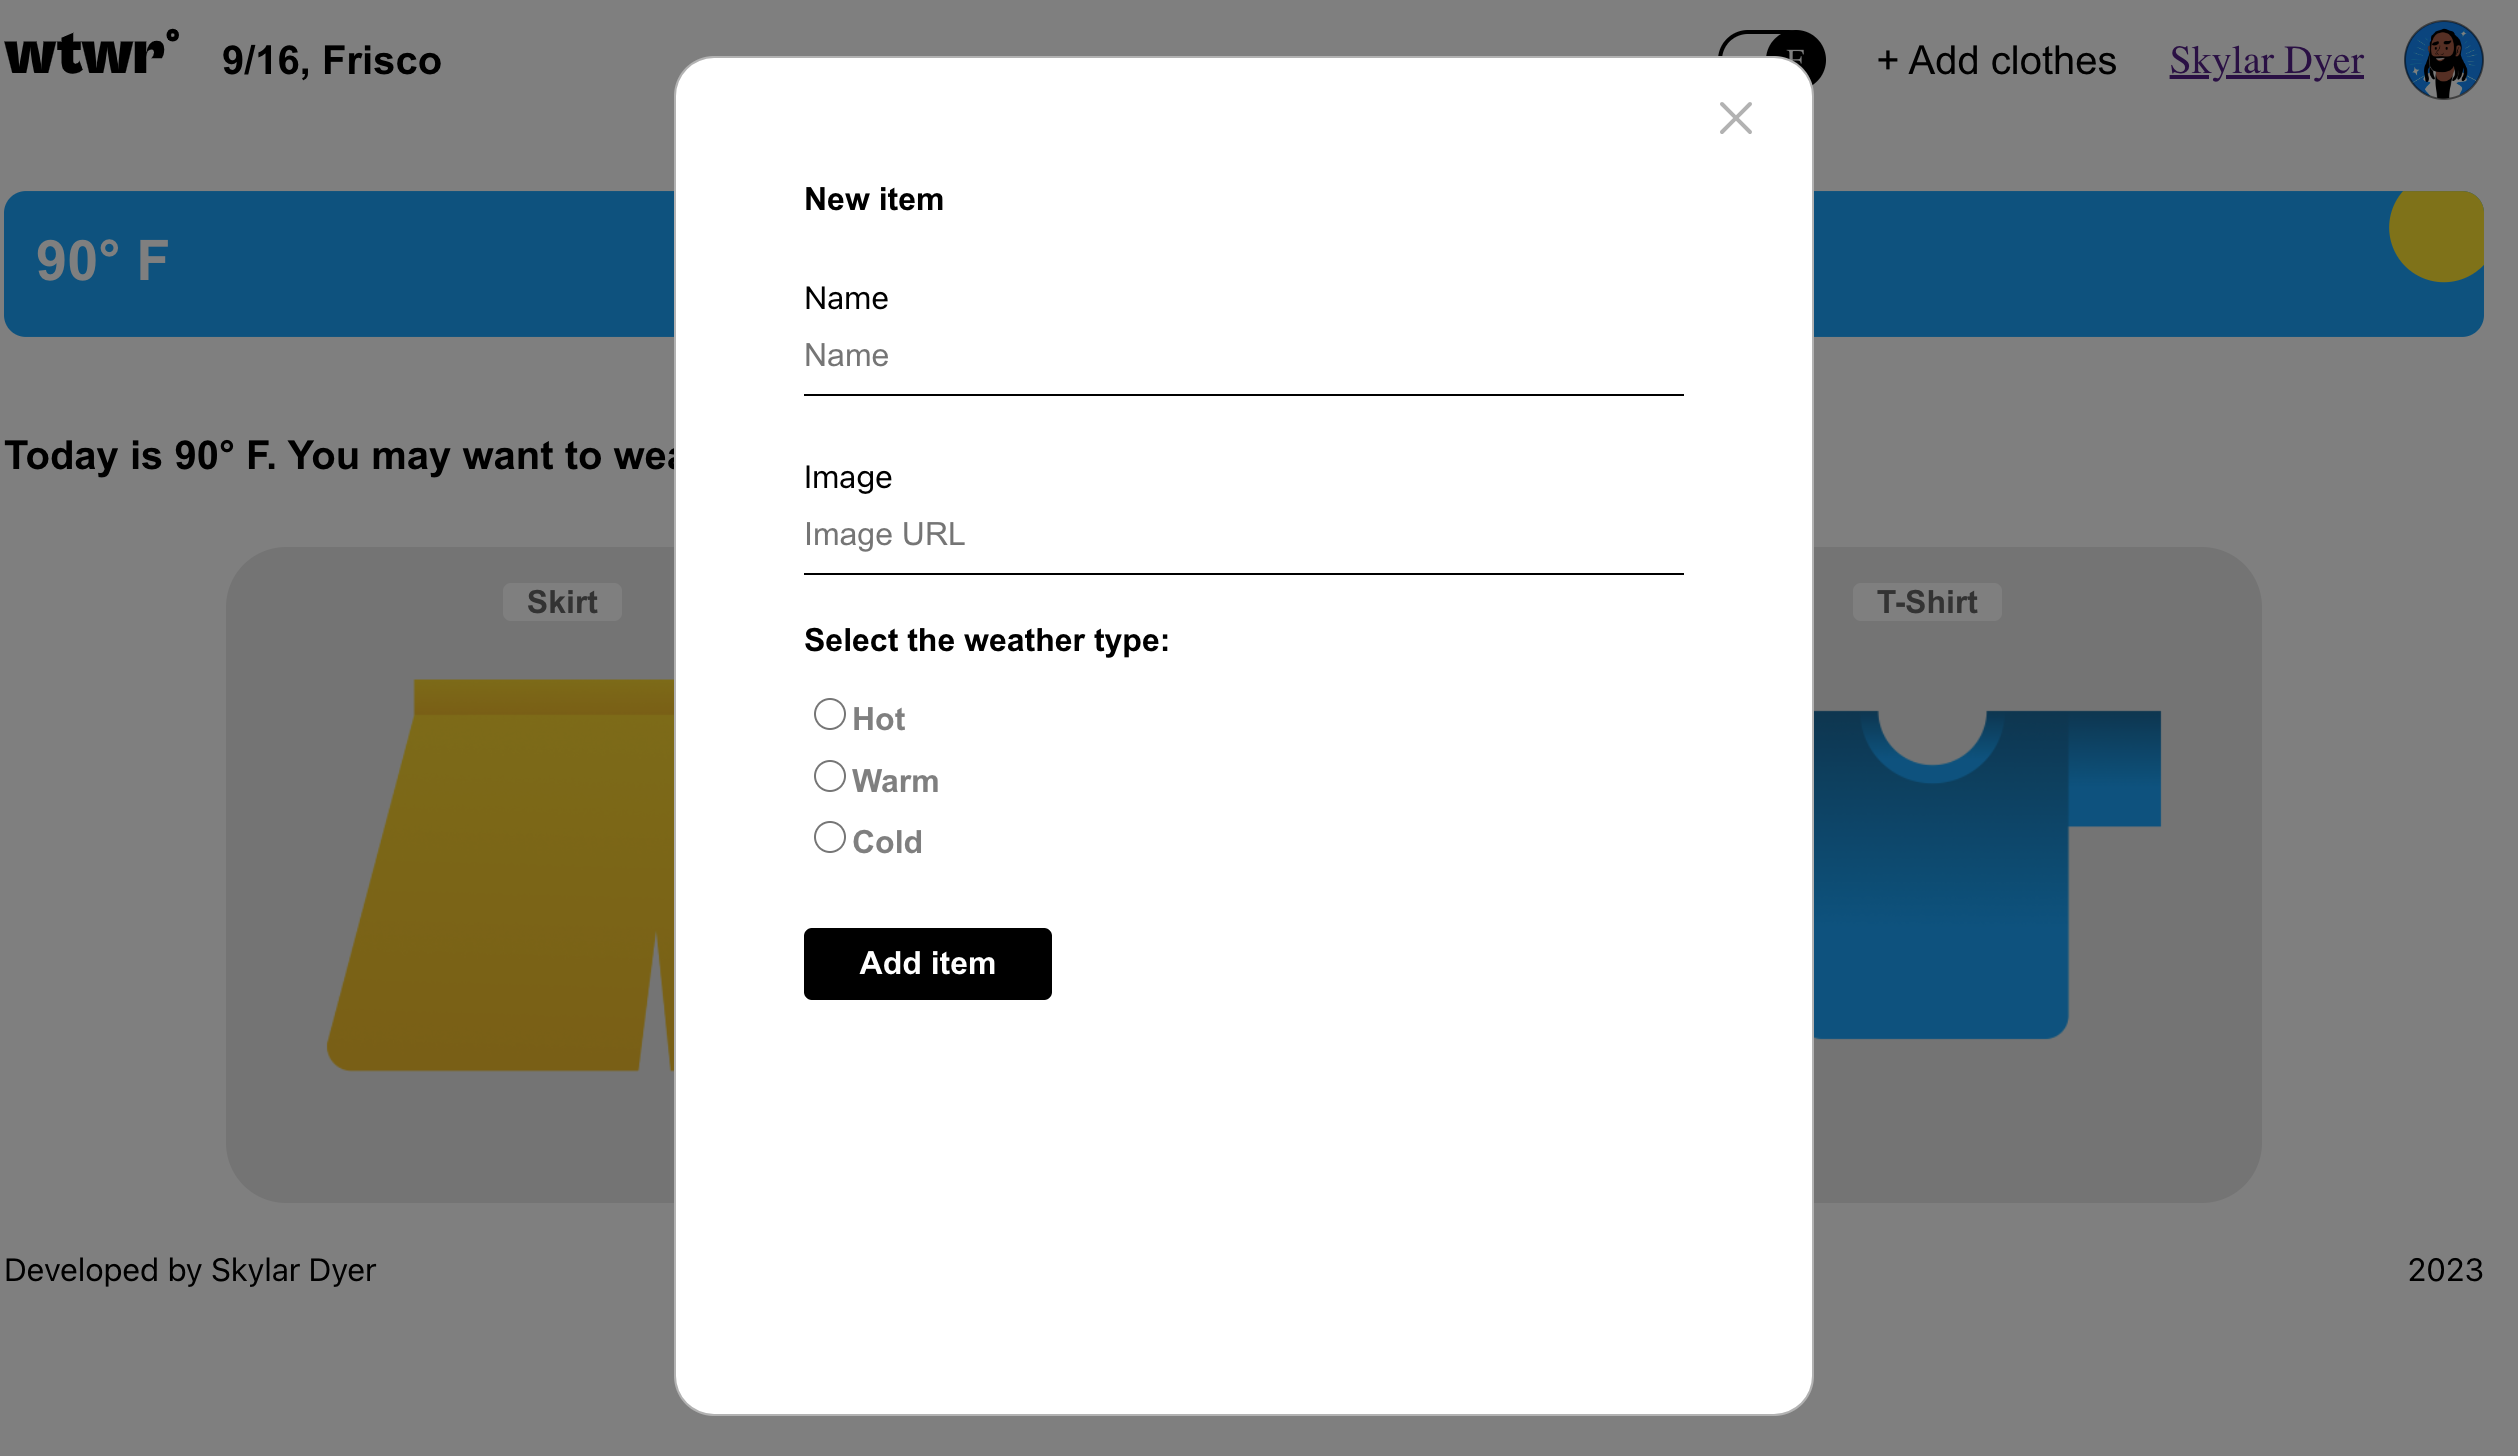 wtwr°
9/16, Frisco
F
+ Add clothes
Skylar Dyer
90° F
Today is 90° F. You may want to
New item
Name
Name
Image
Image URL
Select the weather type:
Hot
Warm
Cold
Add item
Skirt
T-Shirt
Developed by Skylar Dyer
2023